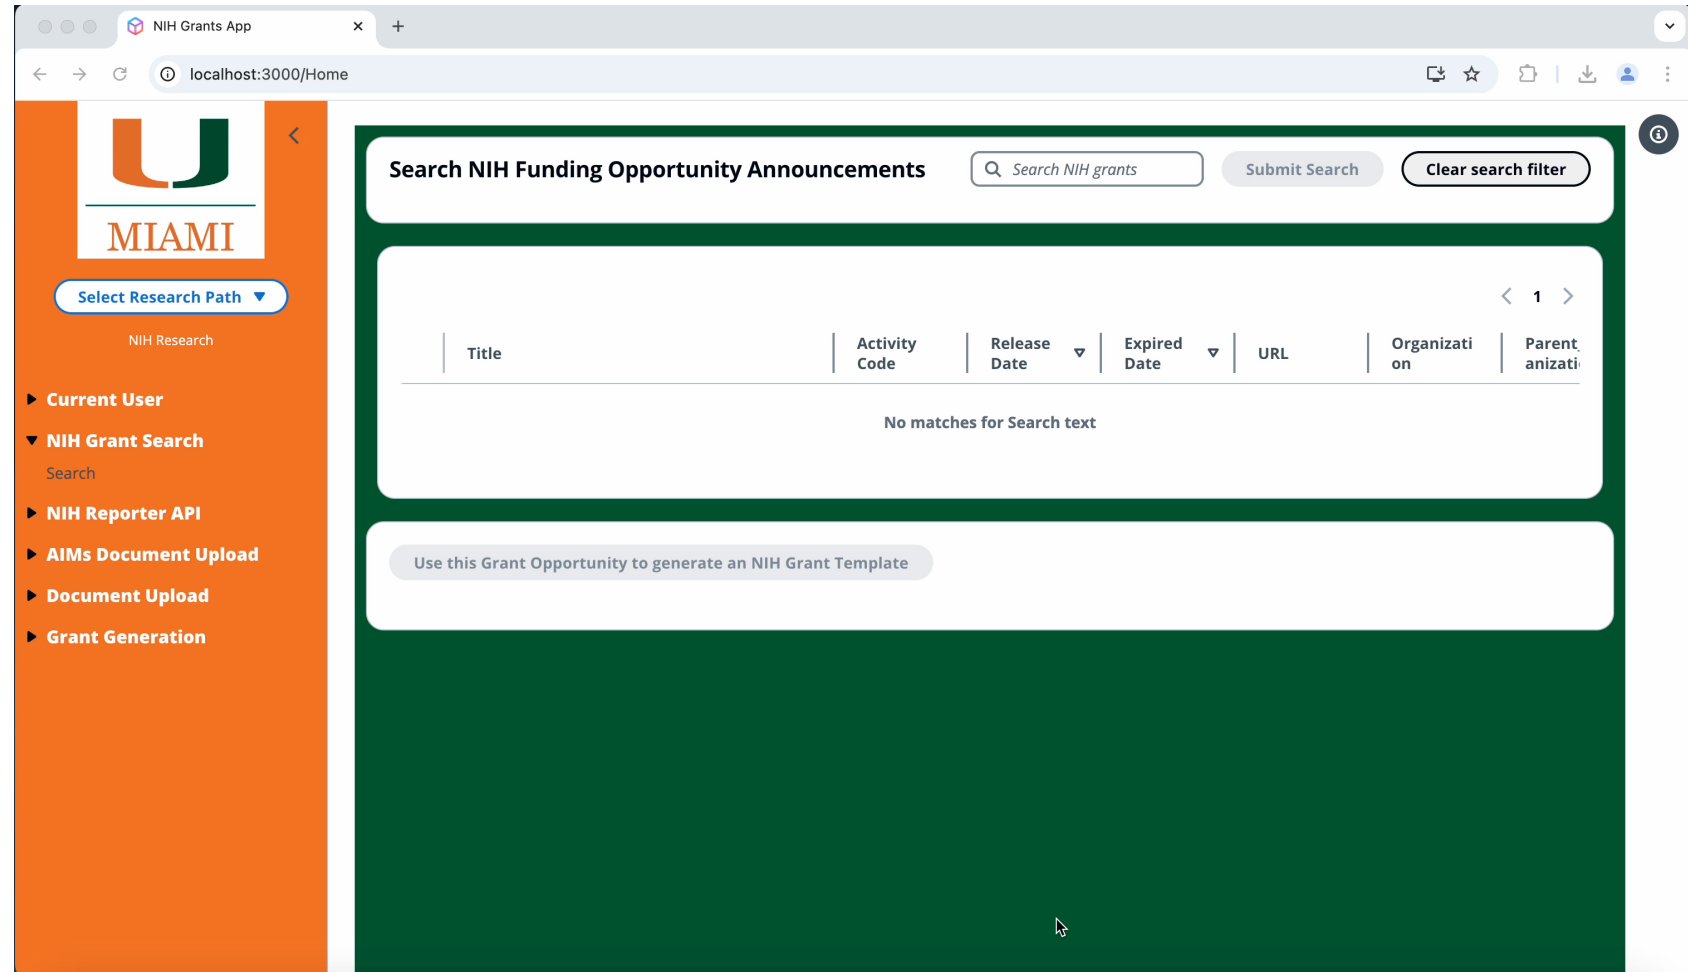 NIH Grants App
localhost:3000/Home
MIAMI
Select Research Path
NIH Research
Current User
NIH Grant Search
Search
NIH Reporter API
AIMs Document Upload
Document Upload
Grant Generation
Search NIH Funding Opportunity Announcements
Search NIH grants
Submit Search
Clear search filter
1
Title
Activity
Code
Release
Date
Expired
Date
URL
Organizati
on
Parent_
anizati
No matches for Search text
Use this Grant Opportunity to generate an NIH Grant Template